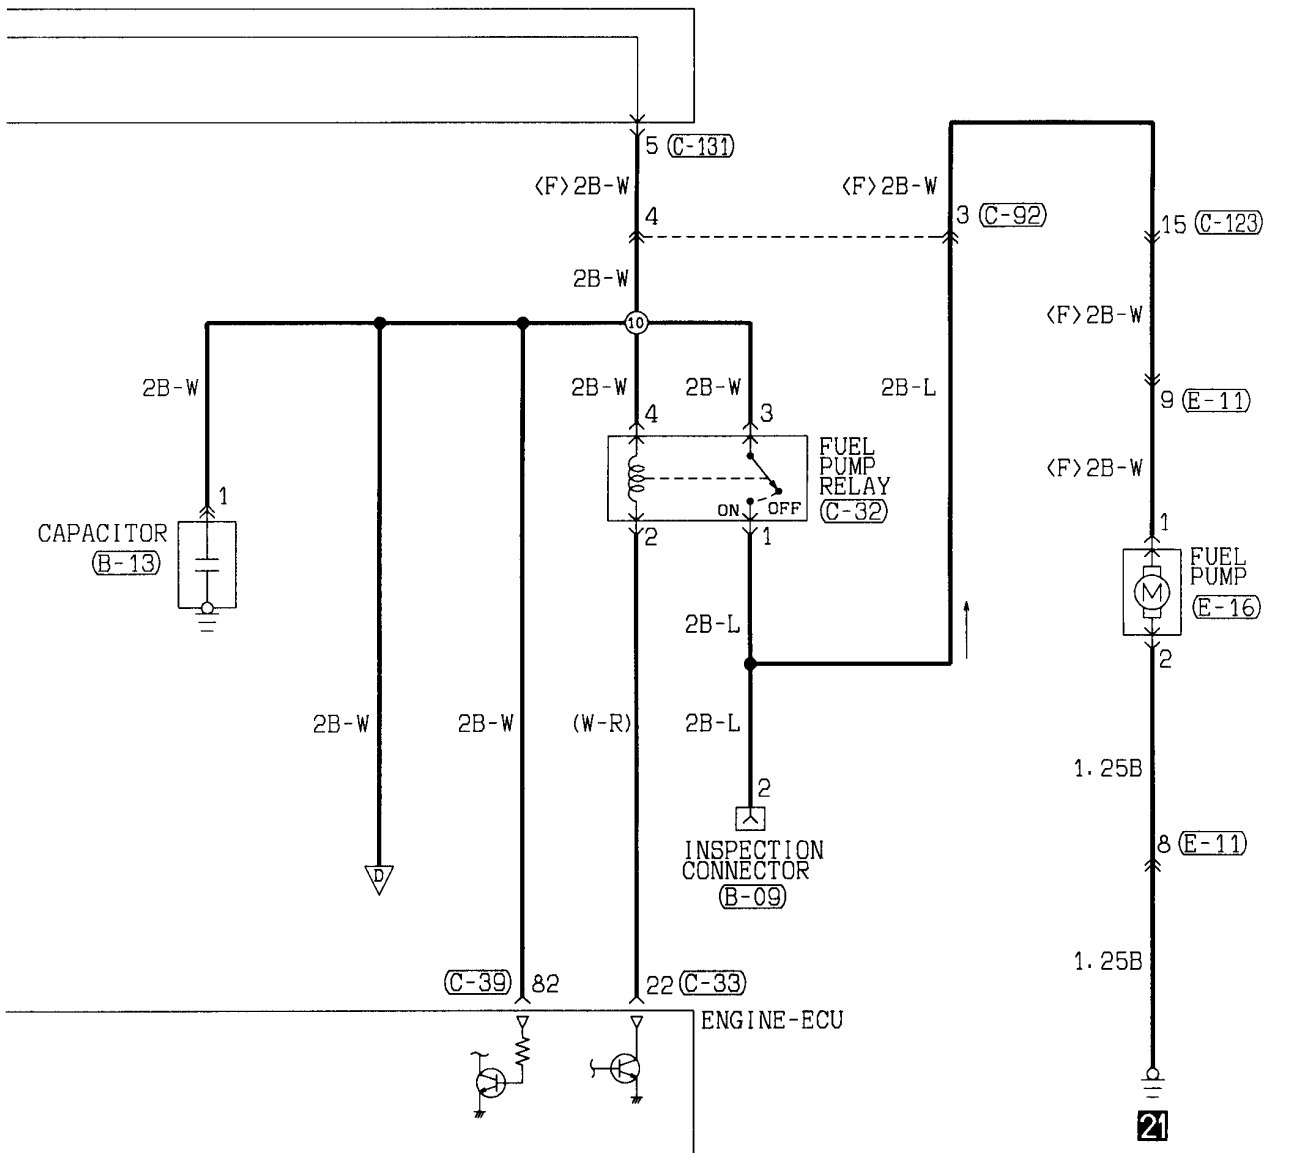 5 (C-131)
<F>2B-W
<F>2B-W
4
3 (C-92)
15 (C-123)
2B-W
10
<F>2B-W
2B-W
2B-W
2B-W
2B-L
9 (E-11)
4
3
FUEL
PUMP
RELAY
(C-32)
<F>2B-W
ON
OFF
1
CAPACITOR
(B-13)
2
1
1
FUEL
PUMP
(E-16)
2B-L
2
2B-W
2B-W
(W-R)
2B-L
1.25B
2
8 (E-11)
INSPECTION
CONNECTOR
(B-09)
D
1.25B
(C-39) 82
22 (C-33)
ENGINE-ECU
M
21